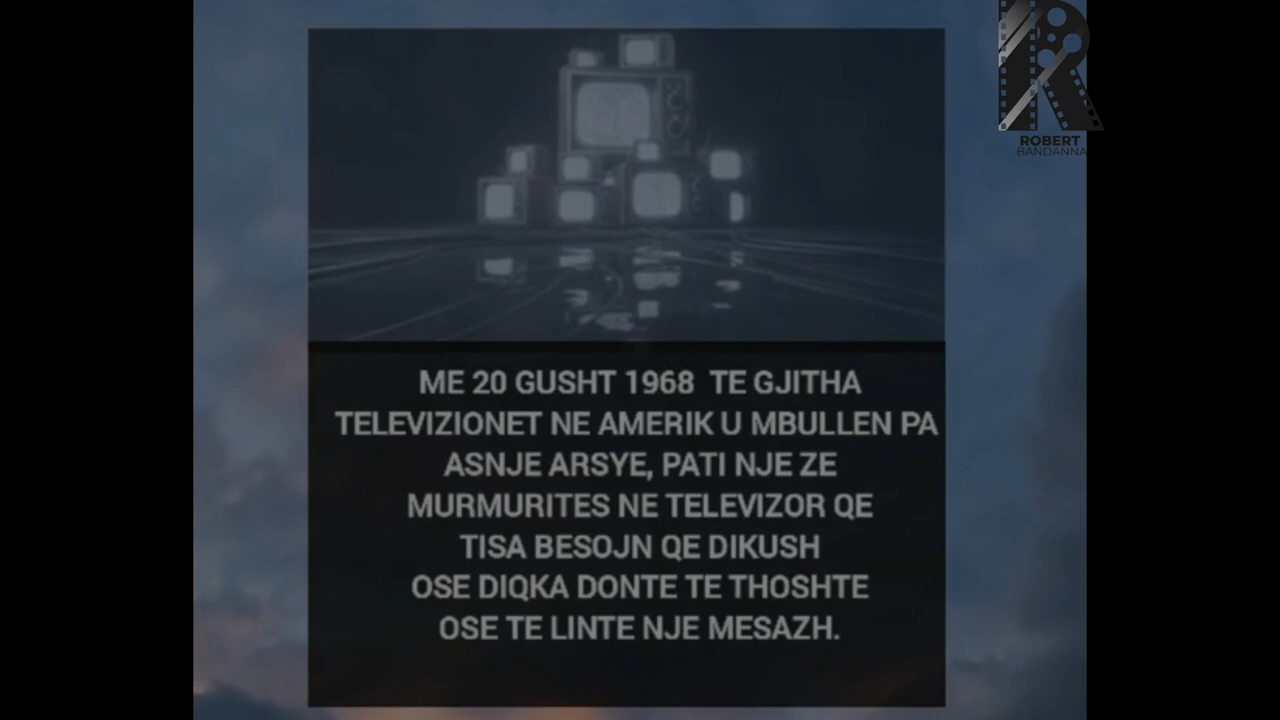 ROBERT
BANDANNA
ME 20 GUSHT 1968 TE GJITHA
TELEVIZIONET NE AMERIK U MBULLEN PA
ASNJE ARSYE, PATI NJE ZE
MURMURITES NE TELEVIZOR QE
TISA BESOJN QE DIKUSH
OSE DIQKA DONTE TE THOSHTE
OSE TE LINTE NJE MESAZH.